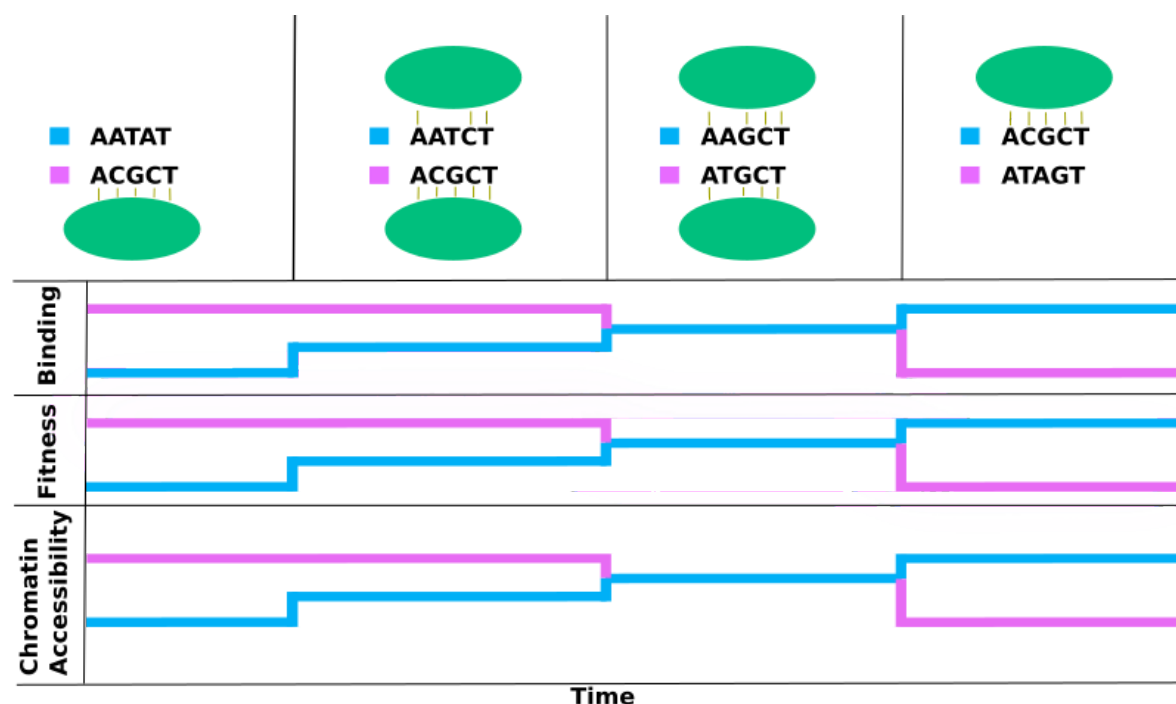 AATAT
ACGCT
AATCT
ACGCT
AAGCT
ATGCT
ACGCT
ATAGT
Binding
Fitness
Chromatin
Accessibility
Time